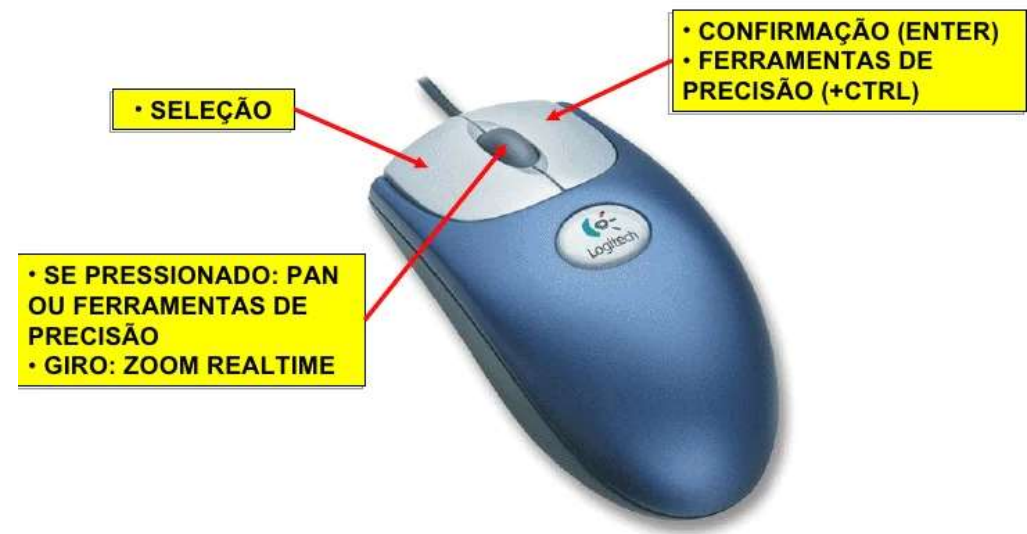 • CONFIRMAÇÃO (ENTER)
• FERRAMENTAS DE
PRECISÃO (+CTRL)
• SELEÇÃO
Logitech
• SE PRESSIONADO: PAN
OU FERRAMENTAS DE
PRECISÃO
• GIRO: ZOOM REALTIME